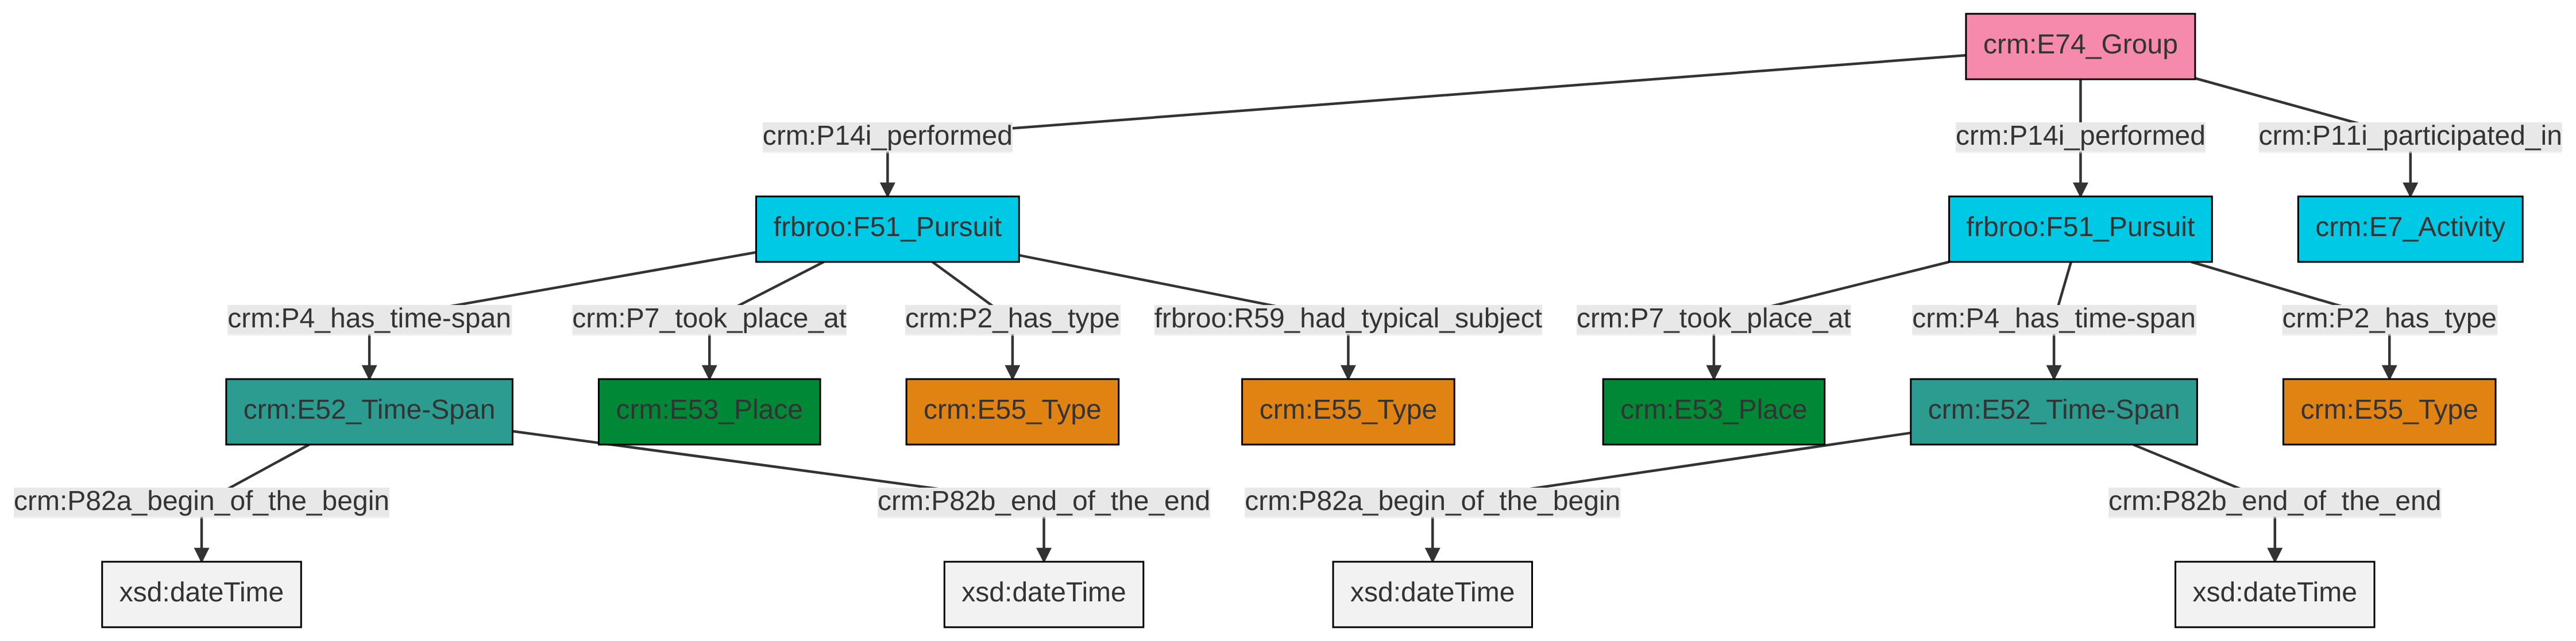 crm:E74_Group
crm:P14i_performed
crm:P14i_performed
crm:P11i_participated_in
frbroo:F51_Pursuit
frbroo:F51_Pursuit
crm:E7_Activity
crm:P4_has_time-span
crm:P7_took_place_at
crm:P2_has_type
frbroo:R59_had_typical_subject
crm:P7_took_place_at
crm:P4_has_time-span
crm:P2_has_type
crm:E52_Time-Span
crm:E53_Place
crm:E55_Type
crm:E55_Type
crm:E53_Place
crm:E52_Time-Span
crm:E55_Type
crm:P82a_begin_of_the_begin
crm:P82b_end_of_the_end
crm:P82a_begin_of_the_begin
crm:P82b_end_of_the_end
xsd:dateTime
xsd:dateTime
xsd:dateTime
xsd:dateTime